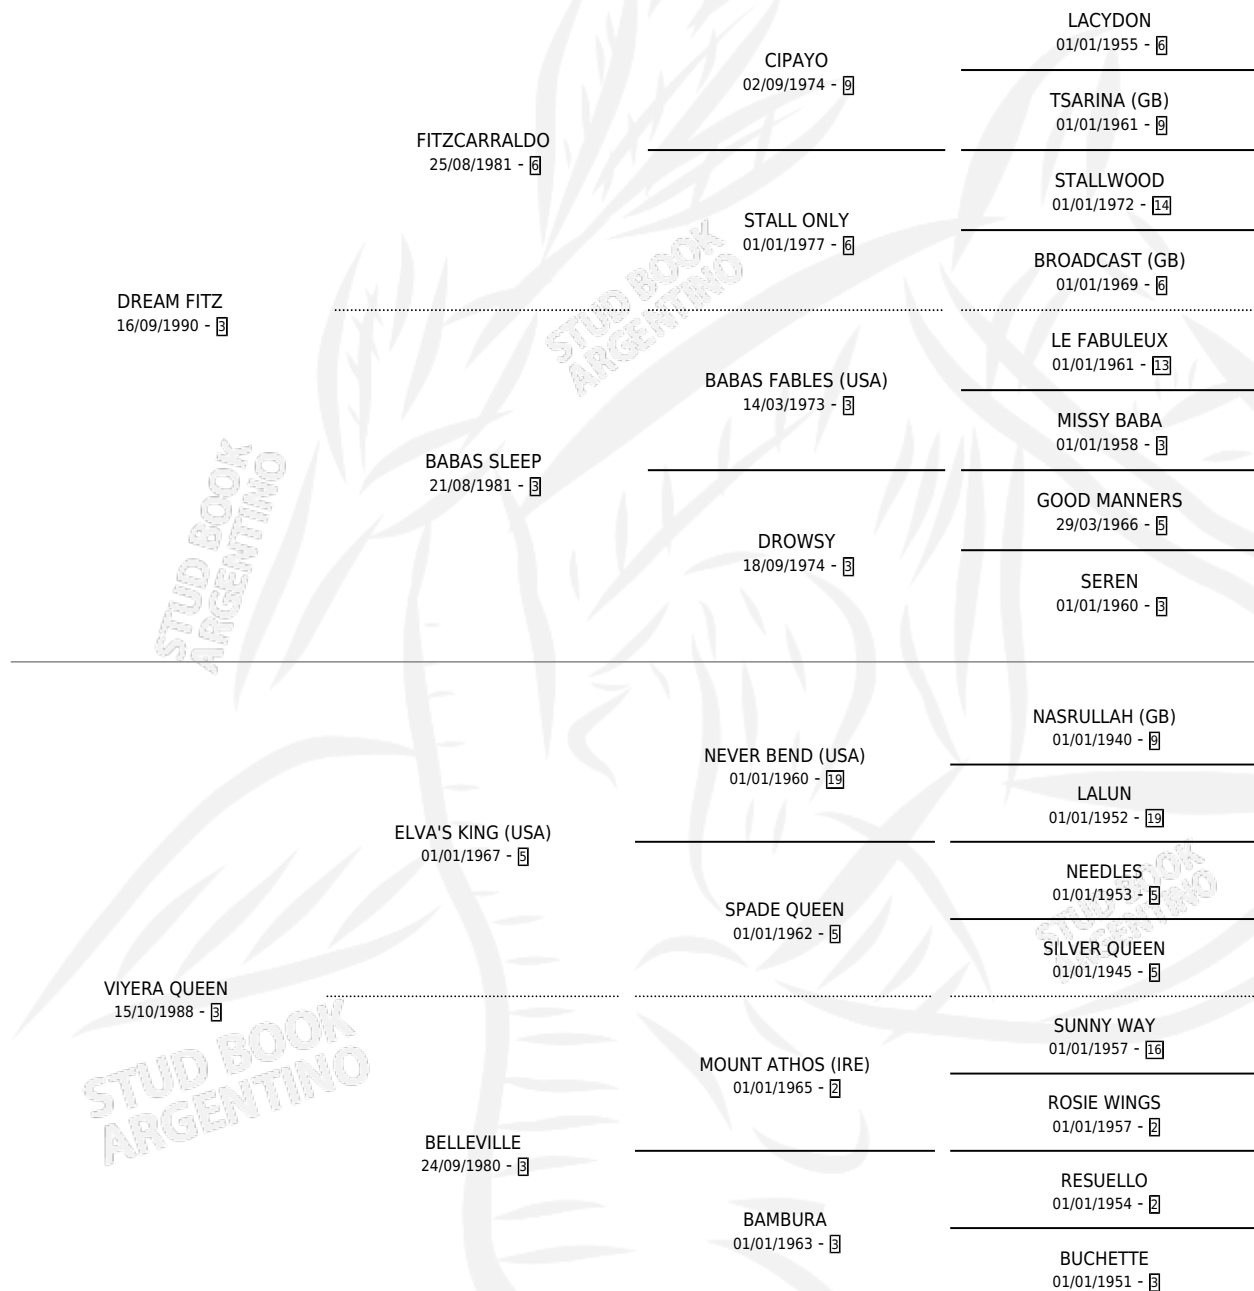 LACYDON
01/01/1955 - 6
CIPAYO
02/09/1974 - 9
TSARINA (GB)
01/01/1961 - 9
FITZCARRALDO
25/08/1981 - 6
STALLWOOD
01/01/1972 - 14
STALL ONLY
01/01/1977 - 6
BROADCAST (GB)
01/01/1969 - 6
DREAM FITZ
16/09/1990 - 3
STUD BOOK
ARGENTINO
LE FABULEUX
01/01/1961 - 13
BABAS FABLES (USA)
14/03/1973 - 3
MISSY BABA
01/01/1958 - 3
BABAS SLEEP
21/08/1981 - 3
GOOD MANNERS
29/03/1966 - 5
DROWSY
18/09/1974 - 3
SEREN
01/01/1960 - 3
STUD BOOK
ARGENTINO
NASRULLAH (GB)
01/01/1940 - 9
NEVER BEND (USA)
01/01/1960 - 19
LALUN
01/01/1952 - 19
ELVA'S KING (USA)
01/01/1967 - 5
NEEDLES
01/01/1953 - 5
SPADE QUEEN
01/01/1962 - 5
SILVER QUEEN
01/01/1945 - 5
STUD BOOK
ARGENTINO
VIYERA QUEEN
15/10/1988 - 3
SUNNY WAY
01/01/1957 - 16
MOUNT ATHOS (IRE)
01/01/1965 - 2
ROSIE WINGS
01/01/1957 - 2
STUD BOOK
ARGENTINO
BELLEVILLE
24/09/1980 - 3
RESUELLO
01/01/1954 - 2
BAMBURA
01/01/1963 - 3
BUCHETTE
01/01/1951 - 3